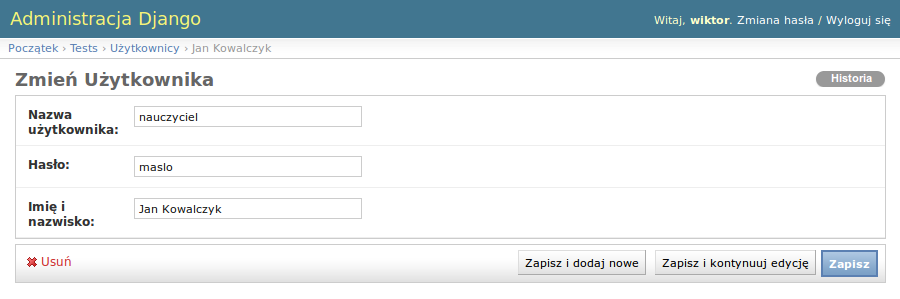 Administracja Django
Witaj, wiktor. Zmiana hasła / Wyloguj się
Początek › Tests › Użytkownicy › Jan Kowalczyk
Zmień Użytkownika
Historia
Nazwa
użytkownika:
nauczyciel
Hasło:
maslo
Imię i
nazwisko:
Jan Kowalczyk
Usuń
Zapisz i dodaj nowe
Zapisz i kontynuuj edycję
Zapisz